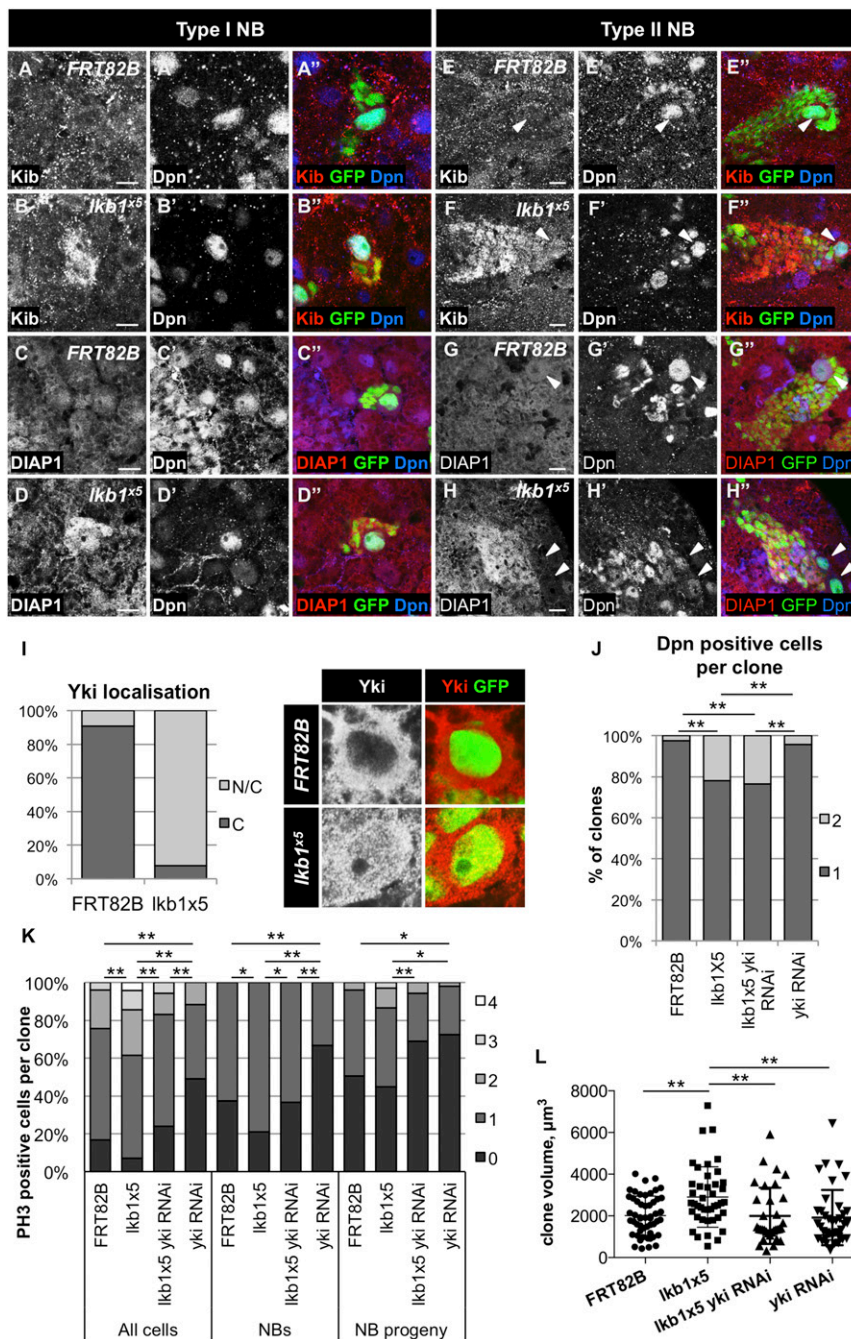 Type I NB
Type II NB
A FRT82B A' A'' E FRT82B E' E''
Kib Dpn Kib GFP Dpn Kib Dpn Kib GFP Dpn
B lkb1x5 B' B'' F lkb1x5 F' F''
Kib Dpn Kib GFP Dpn Kib Dpn Kib GFP Dpn
C FRT82B C' C'' G FRT82B G' G''
DIAP1 Dpn DIAP1 GFP Dpn DIAP1 Dpn DIAP1 GFP Dpn
D lkb1x5 D' D'' H lkb1x5 H' H''
DIAP1 Dpn DIAP1 GFP Dpn DIAP1 Dpn DIAP1 GFP Dpn
I
Yki localisation
100%
80%
60%
40%
20%
0%
N/C
C
FRT82B lkb1x5
Yki Yki GFP
FRT82B
lkb1x5
J
Dpn positive cells
per clone
**
**
** **
% of clones
100%
80%
60%
40%
20%
0%
2
1
FRT82B
lkb1X5
lkb1x5 yki
RNAi
yki RNAi
K
** ** *
** ** *
** ** ** * * ** **
PH3 positive cells per clone
100%
80%
60%
40%
20%
0%
4
3
2
1
0
FRT82B
lkb1x5
lkb1x5 yki RNAi
yki RNAi
FRT82B
lkb1x5
lkb1x5 yki RNAi
yki RNAi
FRT82B
lkb1x5
lkb1x5 yki RNAi
yki RNAi
All cells NBs NB progeny
L
**
** **
clone volume, µm³
8000
6000
4000
2000
0
FRT82B
lkb1x5
lkb1x5 yki RNAi
yki RNAi